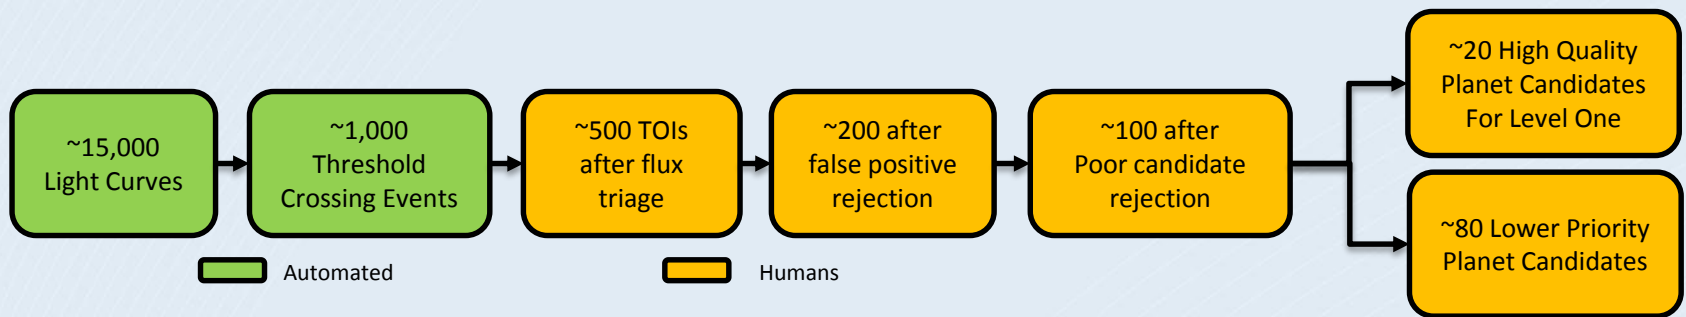 ~15,000
Light Curves
~1,000
Threshold
Crossing Events
~500 TOIs
after flux
triage
~200 after
false positive
rejection
~100 after
Poor candidate
rejection
~20 High Quality
Planet Candidates
For Level One
~80 Lower Priority
Planet Candidates
Automated
Humans